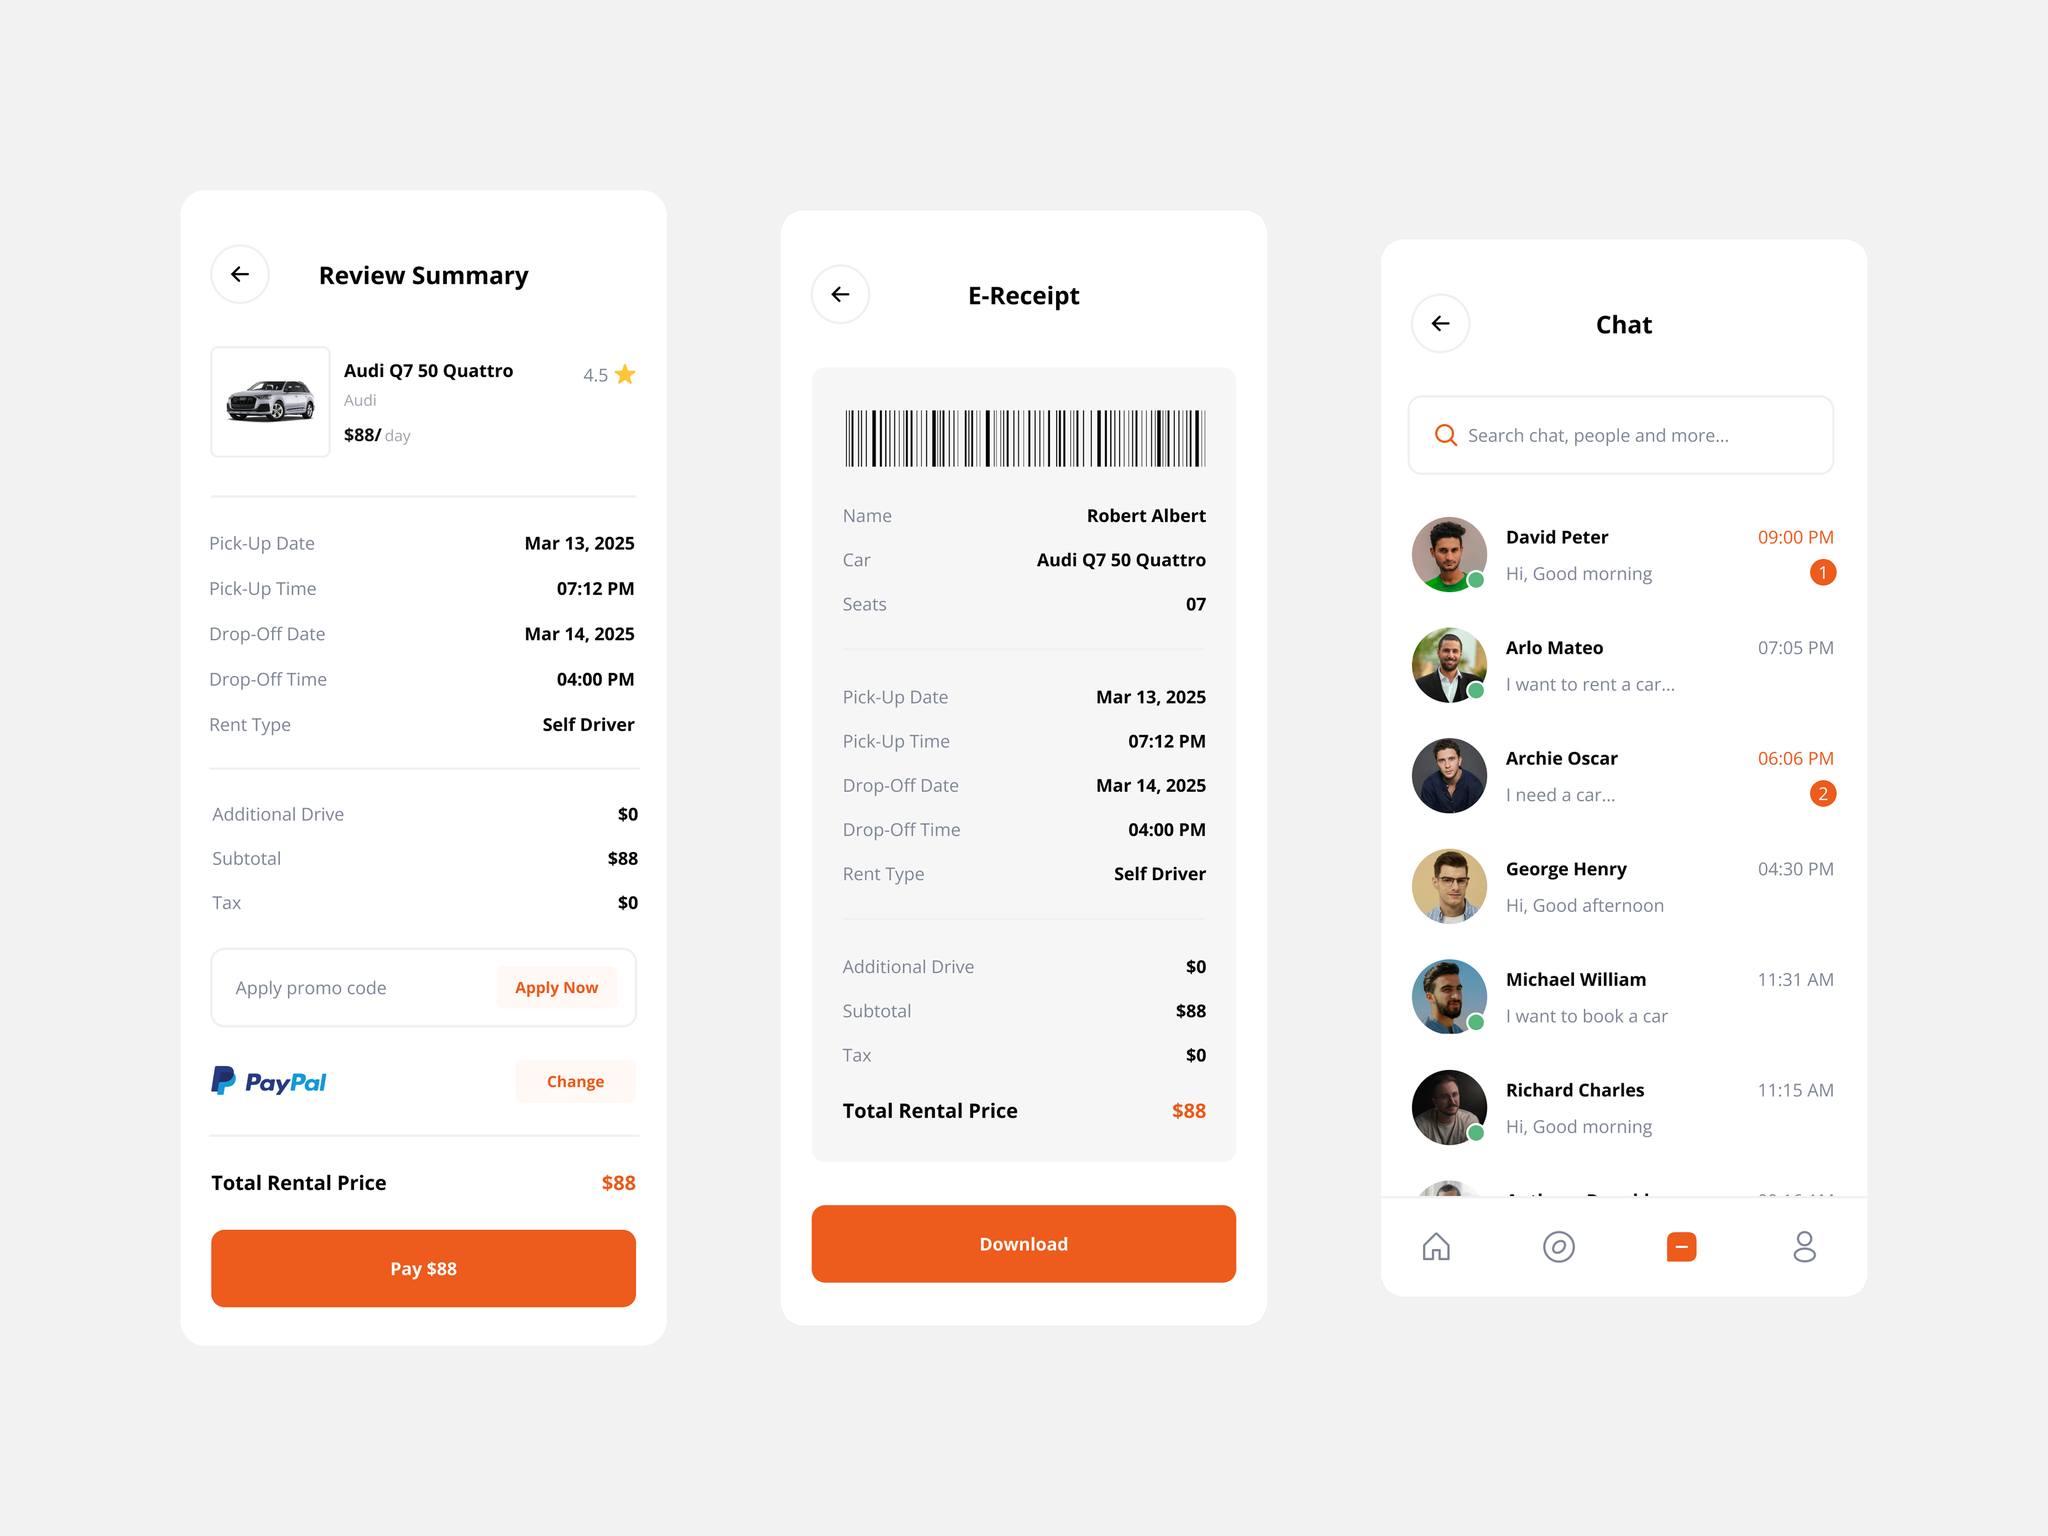 Review Summary
Audi Q7 50 Quattro
4.5
Audi
$88/ day
Pick-Up Date
Mar 13, 2025
Pick-Up Time
07:12 PM
Drop-Off Date
Mar 14, 2025
Drop-Off Time
04:00 PM
Rent Type
Self Driver
Additional Drive
$0
Subtotal
$88
Tax
$0
Apply promo code
Apply Now
PayPal
Change
Total Rental Price
$88
Pay $88
E-Receipt
Name
Robert Albert
Car
Audi Q7 50 Quattro
Seats
07
Pick-Up Date
Mar 13, 2025
Pick-Up Time
07:12 PM
Drop-Off Date
Mar 14, 2025
Drop-Off Time
04:00 PM
Rent Type
Self Driver
Additional Drive
$0
Subtotal
$88
Tax
$0
Total Rental Price
$88
Download
Chat
Search chat, people and more...
David Peter
09:00 PM
Hi, Good morning
1
Arlo Mateo
07:05 PM
I want to rent a car...
Archie Oscar
06:06 PM
I need a car...
2
George Henry
04:30 PM
Hi, Good afternoon
Michael William
11:31 AM
I want to book a car
Richard Charles
11:15 AM
Hi, Good morning